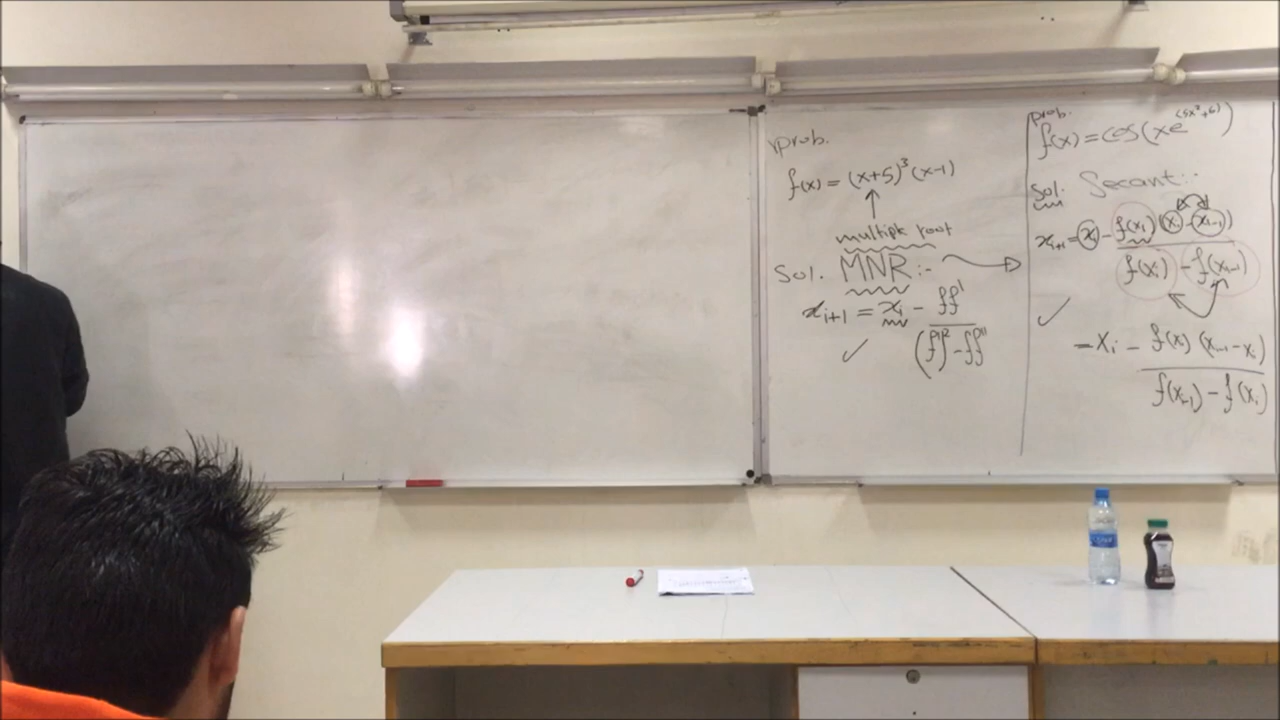 prob.
f(x) = (x+5)³(x-1)
multiple root
Sol. MNR:-
xᵢ₊₁ = xᵢ - ff' / ((f')² - ff'')
prob.
f(x) = cos(xe^(5x²+6))
Sol. Secant:-
xᵢ₊₁ = xᵢ - f(xᵢ)(xᵢ - xᵢ₋₁) / (f(xᵢ) - f(xᵢ₋₁))
= xᵢ - f(xᵢ)(xᵢ₋₁ - xᵢ) / (f(xᵢ₋₁) - f(xᵢ))